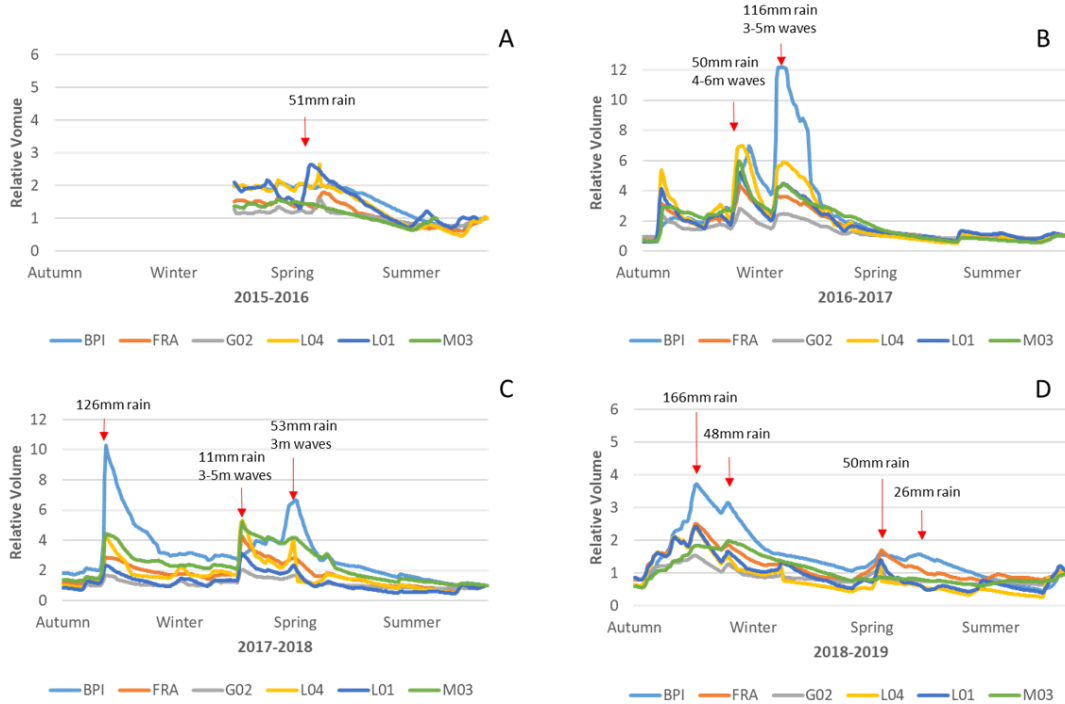 A
51mm rain
Relative Vomue
6
5
4
3
2
1
0
Autumn Winter Spring Summer
2015-2016
BPI FRA G02 L04 L01 M03
116mm rain
3-5m waves
B
50mm rain
4-6m waves
Relative Volume
12
10
8
6
4
2
0
Autumn Winter Spring Summer
2016-2017
BPI FRA G02 L04 L01 M03
C
126mm rain
53mm rain
3m waves
11mm rain
3-5m waves
Relative Volume
12
10
8
6
4
2
0
Autumn Winter Spring Summer
2017-2018
BPI FRA G02 L04 L01 M03
D
166mm rain
48mm rain
50mm rain
26mm rain
Relative Volume
6
5
4
3
2
1
0
Autumn Winter Spring Summer
2018-2019
BPI FRA G02 L04 L01 M03